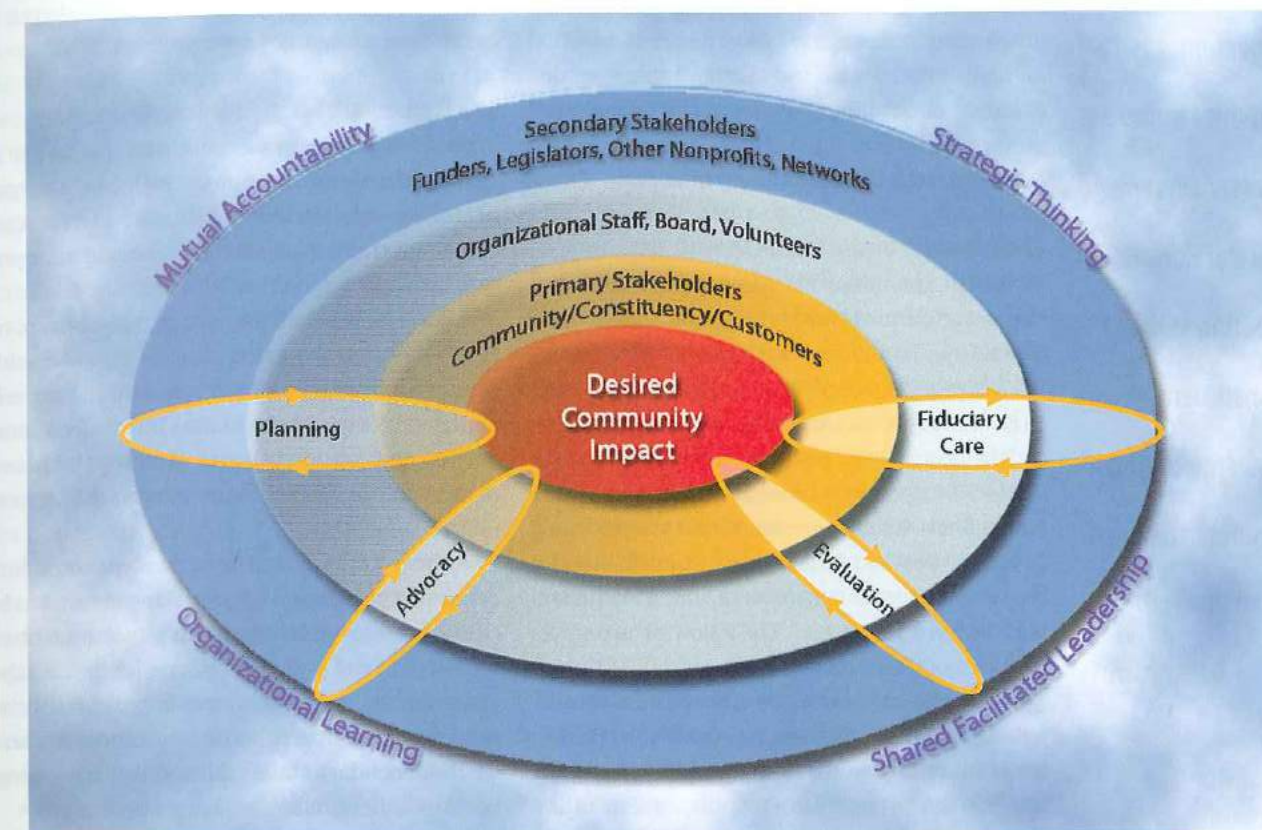 Mutual Accountability
Strategic Thinking
Secondary Stakeholders
Funders, Legislators, Other Nonprofits, Networks
Organizational Staff, Board, Volunteers
Primary Stakeholders
Community/Constituency/Customers
Desired
Community
Impact
Planning
Fiduciary
Care
Advocacy
Evaluation
Organizational Learning
Shared Facilitated Leadership